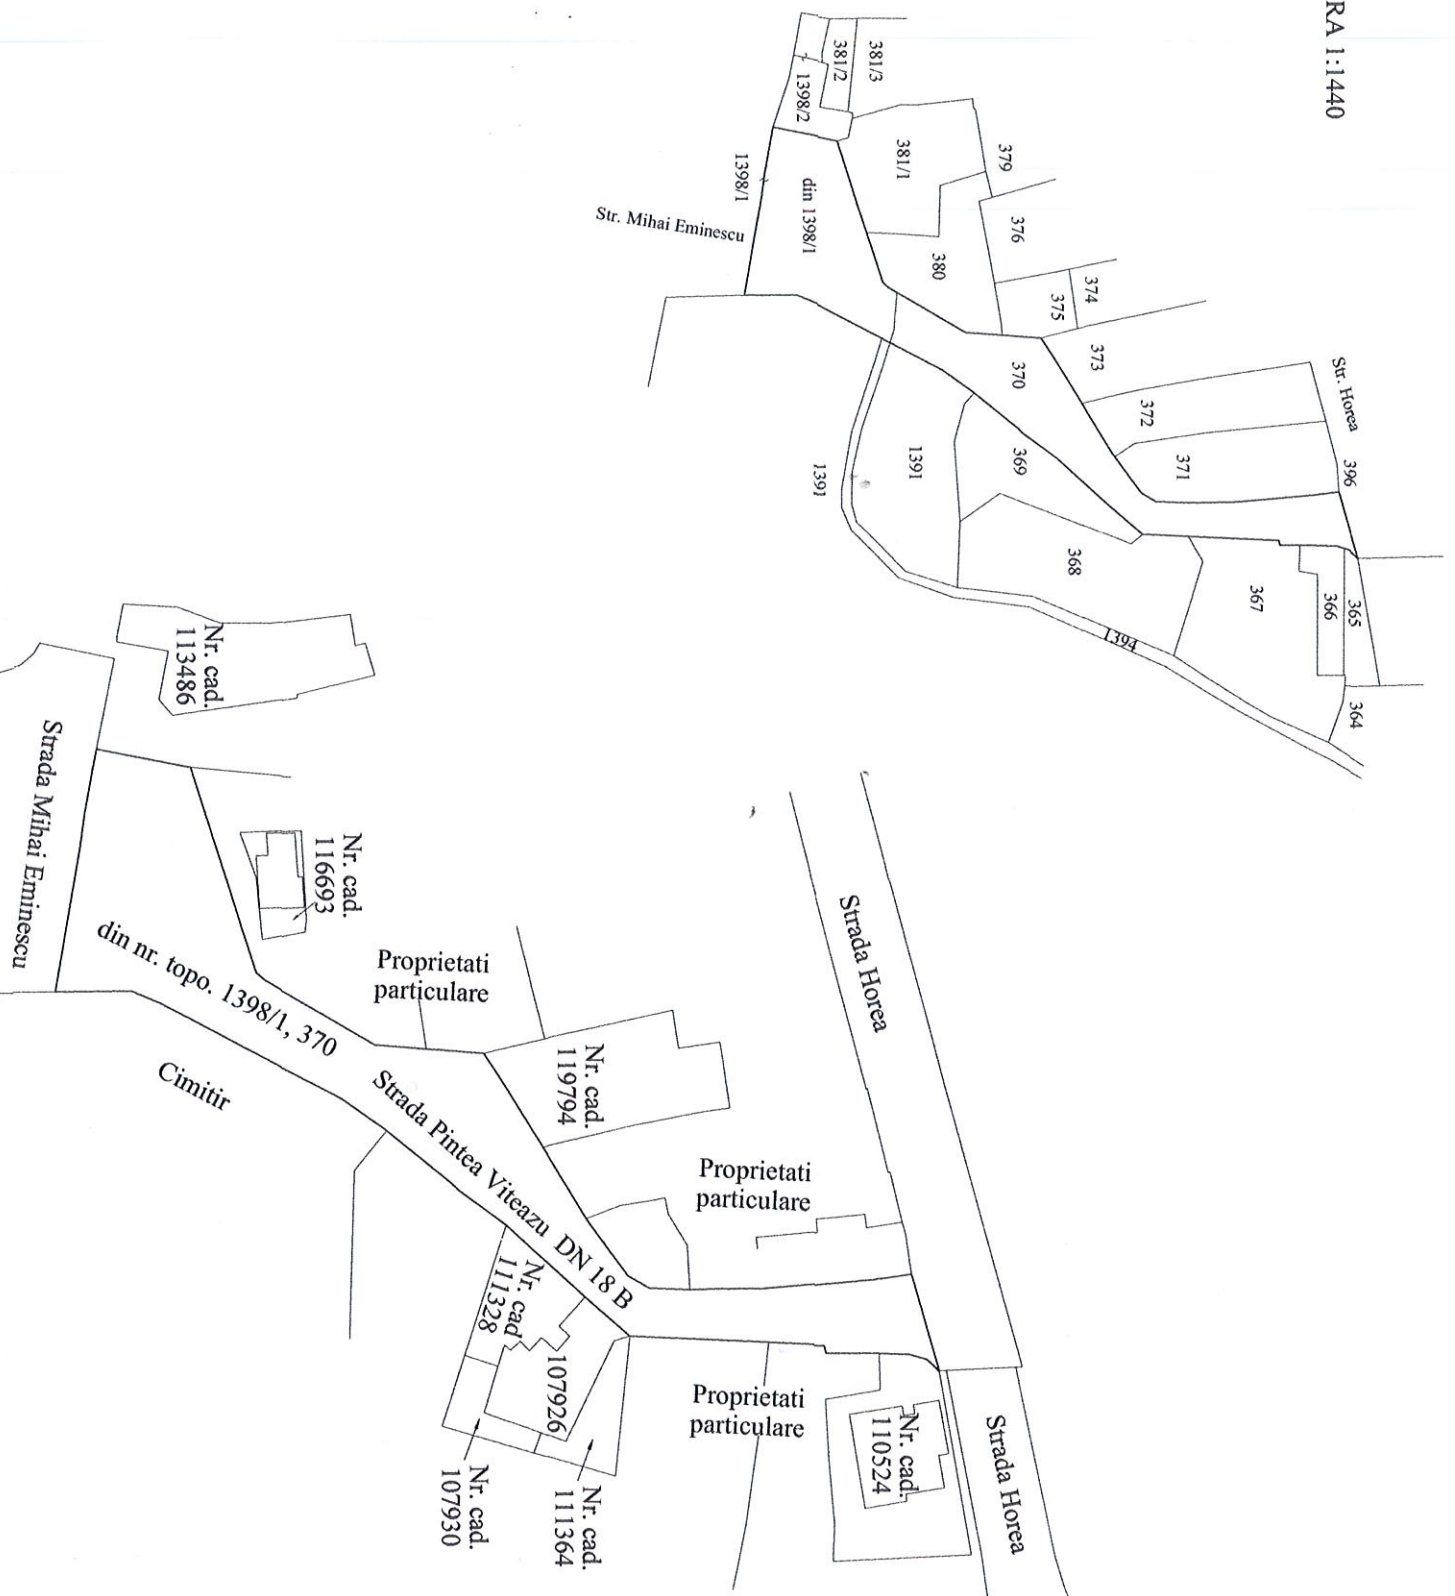 RA 1:1440
381/3
381/2
1398/2
381/1
379
376
1398/1
din 1398/1
Str. Mihai Eminescu
380
374
375
373
370
372
Str. Horea
371
396
369
1391
1391
368
367
366
365
1394
364
Nr. cad.
113486
Strada Mihai Eminescu
Nr. cad.
116693
din nr. topo. 1398/1, 370
Proprietati
particulare
Cimitir
Strada Pintea Viteazu DN 18 B
Nr. cad.
119794
Strada Horea
Proprietati
particulare
Nr. cad
111328
107926
Proprietati
particulare
Nr. cad.
110524
Strada Horea
Nr. cad.
107930
Nr. cad.
111364